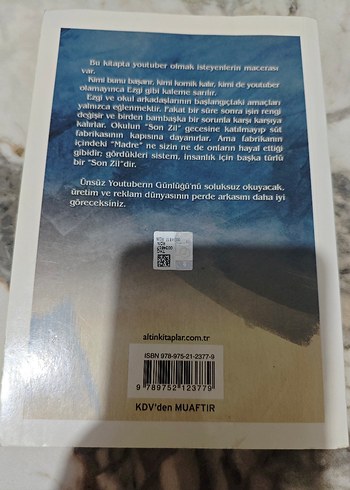 Bu kitapta youtuber olmak isteyenlerin macerası
var.
Kimi bunu başarır, kimi komik kalır, kimi de youtuber
olamayınca Ezgi gibi kaleme sarılır.
Ezgi ve okul arkadaşlarının başlangıçtaki amaçları
yalnızca eğlenmektir. Fakat bir süre sonra işin rengi
değişir ve birden bambaşka bir sorunla karşı karşıya
kalırlar. Okulun "Son Zil" gecesine katılmayıp süt
fabrikasının kapısına dayanırlar. Ama fabrikanın
içindeki "Madre" ne sizin ne de onların hayal ettiği
gibidir; gördükleri sistem, insanlık için başka türlü
bir "Son Zil"dir.
Ünsüz Youtuberın Günlüğü'nü soluksuz okuyacak,
üretim ve reklam dünyasının perde arkasını daha iyi
göreceksiniz.
altinkitaplar.com.tr
ISBN 978-975-21-2377-9
9 789752 123779
KDV'den MUAFTIR